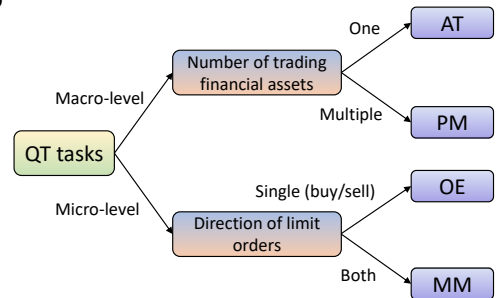 One
AT
Number of trading
financial assets
Macro-level
Multiple
PM
QT tasks
Single (buy/sell)
OE
Micro-level
Direction of limit
orders
Both
MM